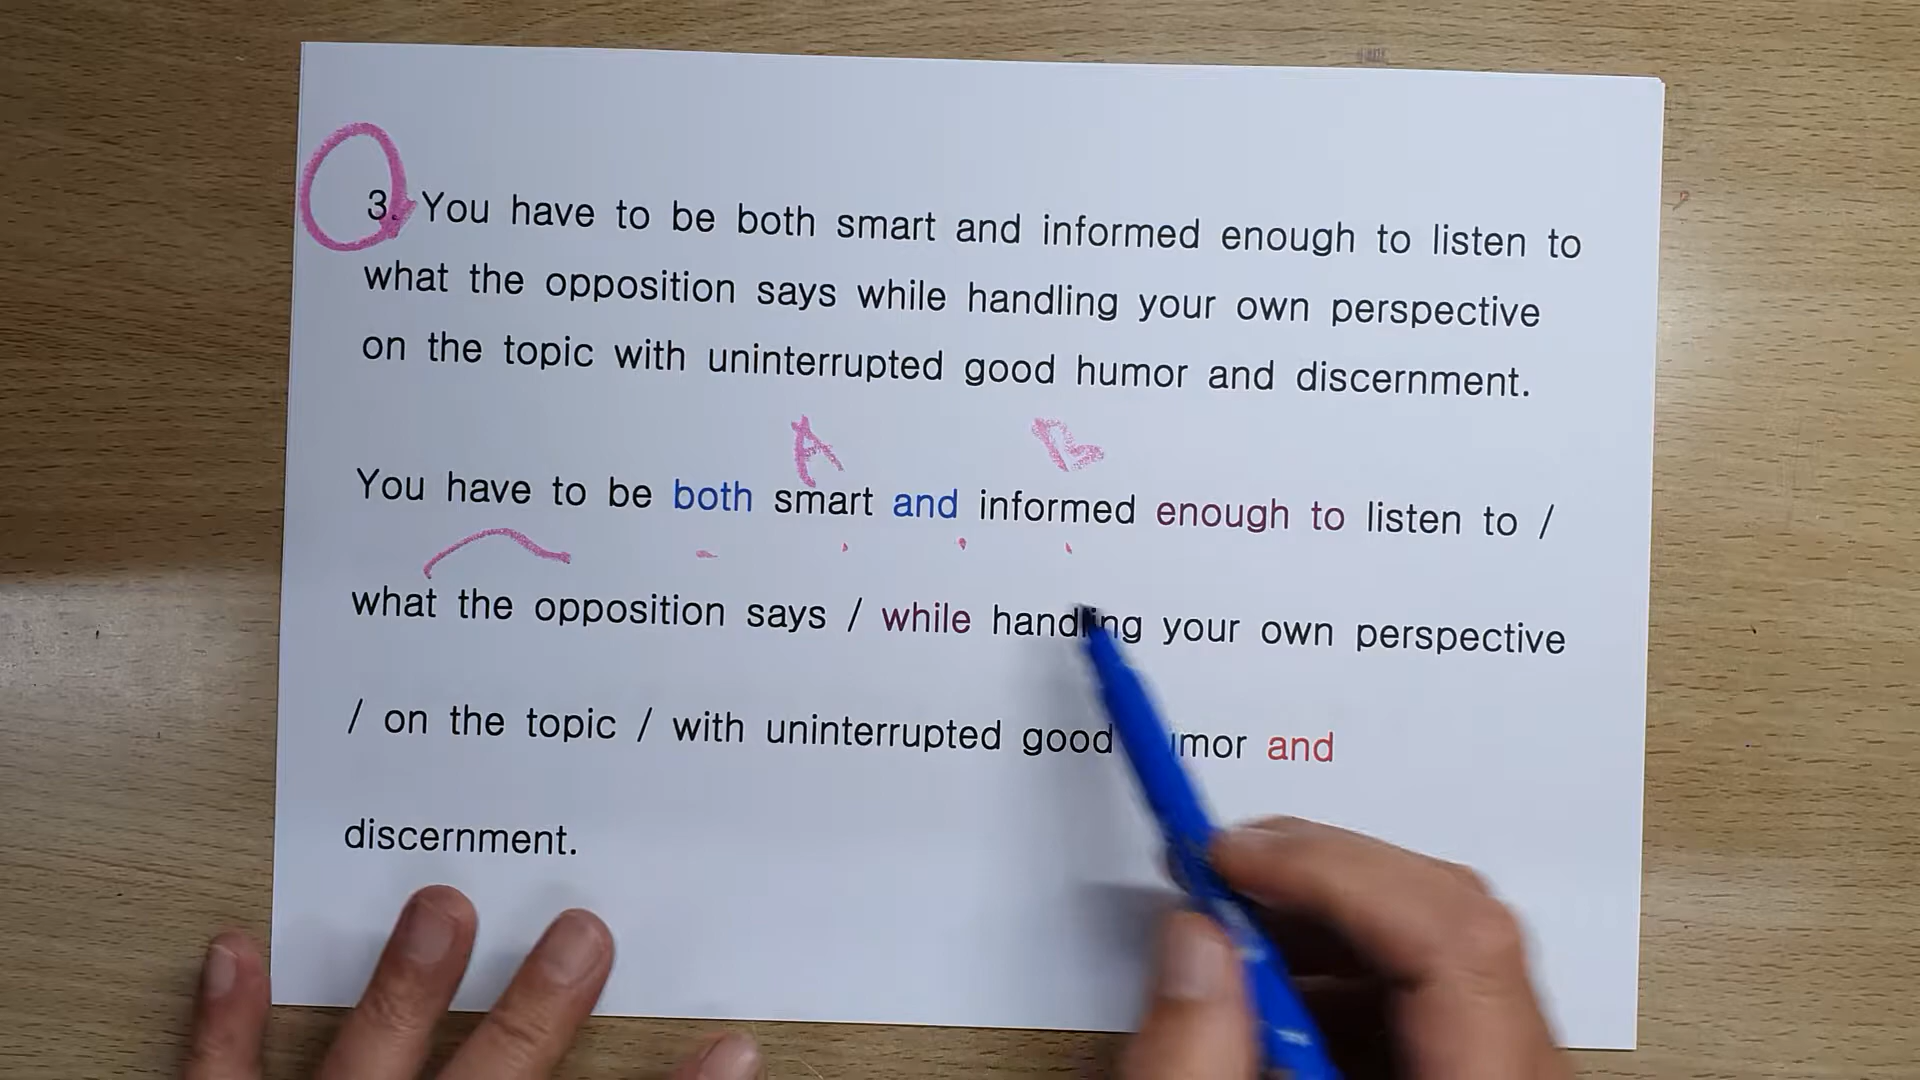 3. You have to be both smart and informed enough to listen to
what the opposition says while handling your own perspective
on the topic with uninterrupted good humor and discernment.
A B
You have to be both smart and informed enough to listen to /
what the opposition says / while handling your own perspective
/ on the topic / with uninterrupted good humor and
discernment.